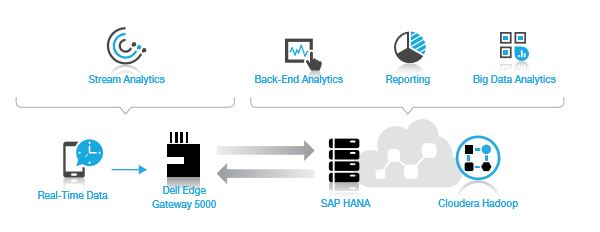 Stream Analytics
Back-End Analytics
Reporting
Big Data Analytics
Real-Time Data
Dell Edge
Gateway 5000
SAP HANA
Cloudera Hadoop